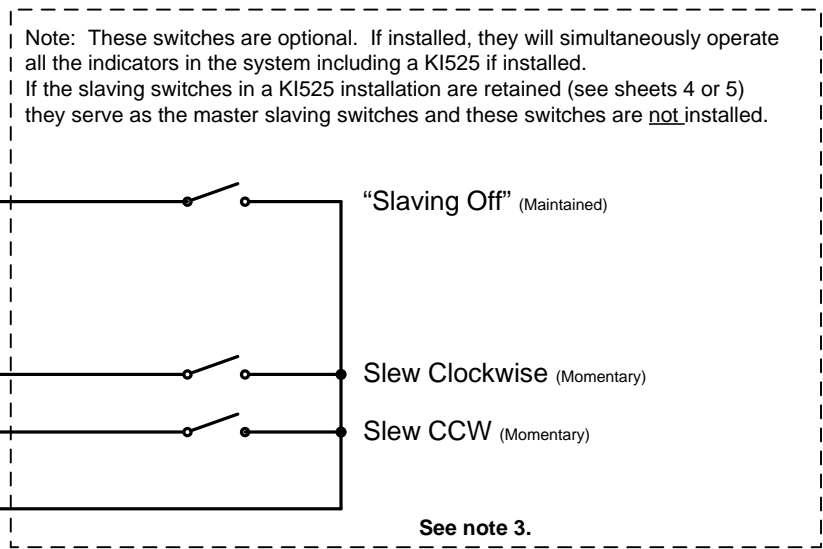 Note:  These switches are optional.  If installed, they will simultaneously operate
all the indicators in the system including a KI525 if installed.
If the slaving switches in a KI525 installation are retained (see sheets 4 or 5)
they serve as the master slaving switches and these switches are not installed.
“Slaving Off” (Maintained)
Slew Clockwise (Momentary)
Slew CCW (Momentary)
See note 3.